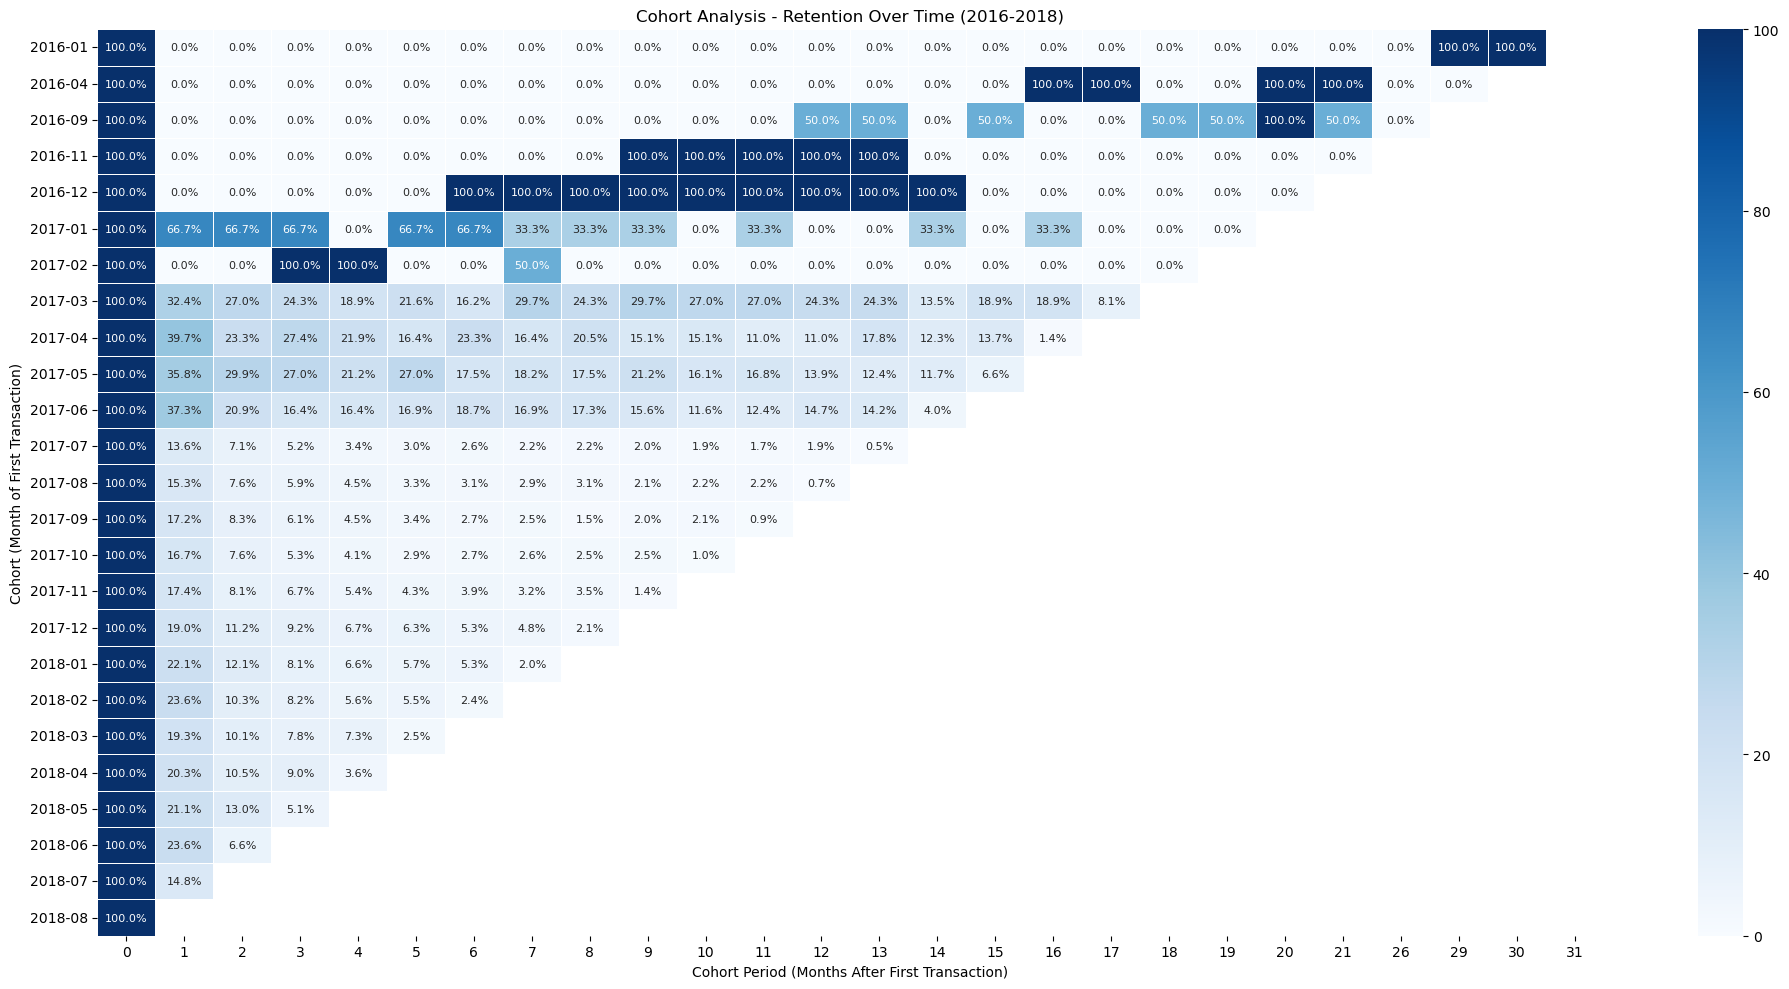 Cohort Analysis - Retention Over Time (2016-2018)
2016-01 100.0% 0.0% 0.0% 0.0% 0.0% 0.0% 0.0% 0.0% 0.0% 0.0% 0.0% 0.0% 0.0% 0.0% 0.0% 0.0% 0.0% 0.0% 0.0% 0.0% 0.0% 0.0% 0.0% 100.0% 100.0%
2016-04 100.0% 0.0% 0.0% 0.0% 0.0% 0.0% 0.0% 0.0% 0.0% 0.0% 0.0% 0.0% 0.0% 0.0% 0.0% 0.0% 100.0% 100.0% 0.0% 0.0% 100.0% 100.0% 0.0% 0.0%
2016-09 100.0% 0.0% 0.0% 0.0% 0.0% 0.0% 0.0% 0.0% 0.0% 0.0% 0.0% 0.0% 50.0% 50.0% 0.0% 50.0% 0.0% 0.0% 50.0% 50.0% 100.0% 50.0% 0.0%
2016-11 100.0% 0.0% 0.0% 0.0% 0.0% 0.0% 0.0% 0.0% 0.0% 100.0% 100.0% 100.0% 100.0% 100.0% 0.0% 0.0% 0.0% 0.0% 0.0% 0.0% 0.0% 0.0%
2016-12 100.0% 0.0% 0.0% 0.0% 0.0% 0.0% 100.0% 100.0% 100.0% 100.0% 100.0% 100.0% 100.0% 100.0% 100.0% 0.0% 0.0% 0.0% 0.0% 0.0% 0.0%
2017-01 100.0% 66.7% 66.7% 66.7% 0.0% 66.7% 66.7% 33.3% 33.3% 33.3% 0.0% 33.3% 0.0% 0.0% 33.3% 0.0% 33.3% 0.0% 0.0% 0.0%
2017-02 100.0% 0.0% 0.0% 100.0% 100.0% 0.0% 0.0% 50.0% 0.0% 0.0% 0.0% 0.0% 0.0% 0.0% 0.0% 0.0% 0.0% 0.0% 0.0%
2017-03 100.0% 32.4% 27.0% 24.3% 18.9% 21.6% 16.2% 29.7% 24.3% 29.7% 27.0% 27.0% 24.3% 24.3% 13.5% 18.9% 18.9% 8.1%
2017-04 100.0% 39.7% 23.3% 27.4% 21.9% 16.4% 23.3% 16.4% 20.5% 15.1% 15.1% 11.0% 11.0% 17.8% 12.3% 13.7% 1.4%
2017-05 100.0% 35.8% 29.9% 27.0% 21.2% 27.0% 17.5% 18.2% 17.5% 21.2% 16.1% 16.8% 13.9% 12.4% 11.7% 6.6%
2017-06 100.0% 37.3% 20.9% 16.4% 16.4% 16.9% 18.7% 16.9% 17.3% 15.6% 11.6% 12.4% 14.7% 14.2% 4.0%
2017-07 100.0% 13.6% 7.1% 5.2% 3.4% 3.0% 2.6% 2.2% 2.2% 2.0% 1.9% 1.7% 1.9% 0.5%
2017-08 100.0% 15.3% 7.6% 5.9% 4.5% 3.3% 3.1% 2.9% 3.1% 2.1% 2.2% 2.2% 0.7%
2017-09 100.0% 17.2% 8.3% 6.1% 4.5% 3.4% 2.7% 2.5% 1.5% 2.0% 2.1% 0.9%
2017-10 100.0% 16.7% 7.6% 5.3% 4.1% 2.9% 2.7% 2.6% 2.5% 2.5% 1.0%
2017-11 100.0% 17.4% 8.1% 6.7% 5.4% 4.3% 3.9% 3.2% 3.5% 1.4%
2017-12 100.0% 19.0% 11.2% 9.2% 6.7% 6.3% 5.3% 4.8% 2.1%
2018-01 100.0% 22.1% 12.1% 8.1% 6.6% 5.7% 5.3% 2.0%
2018-02 100.0% 23.6% 10.3% 8.2% 5.6% 5.5% 2.4%
2018-03 100.0% 19.3% 10.1% 7.8% 7.3% 2.5%
2018-04 100.0% 20.3% 10.5% 9.0% 3.6%
2018-05 100.0% 21.1% 13.0% 5.1%
2018-06 100.0% 23.6% 6.6%
2018-07 100.0% 14.8%
2018-08 100.0%
0 1 2 3 4 5 6 7 8 9 10 11 12 13 14 15 16 17 18 19 20 21 26 29 30 31
Cohort Period (Months After First Transaction)
Cohort (Month of First Transaction)
100
80
60
40
20
0